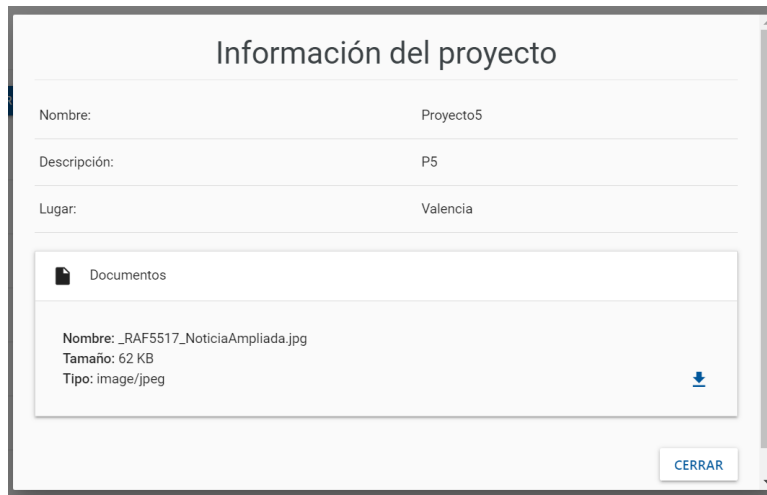 Información del proyecto
Nombre: Proyecto5
Descripción: P5
Lugar: Valencia
Documentos
Nombre: _RAF5517_NoticiaAmpliada.jpg
Tamaño: 62 KB
Tipo: image/jpeg
CERRAR